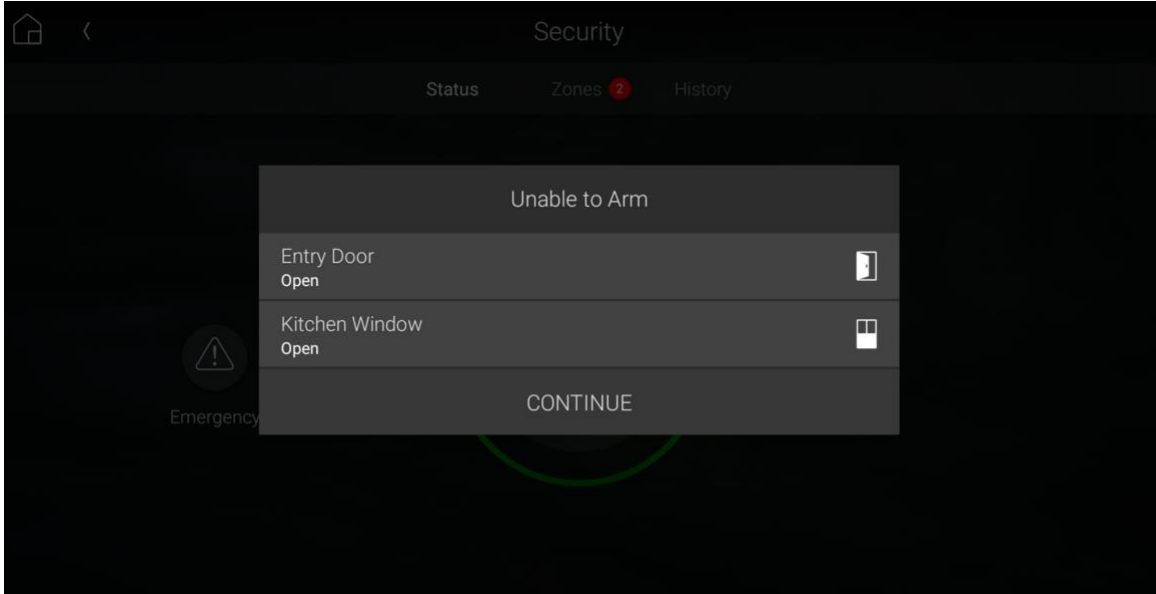 Security
Status Zones 2 History
Unable to Arm
Entry Door
Open
Kitchen Window
Open
Emergency
CONTINUE